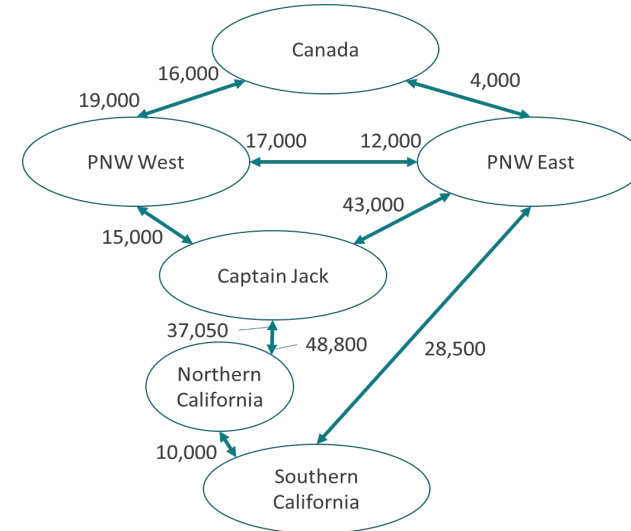 Canada
16,000
4,000
19,000
17,000
12,000
PNW West
PNW East
43,000
15,000
Captain Jack
37,050
48,800
28,500
Northern
California
10,000
Southern
California